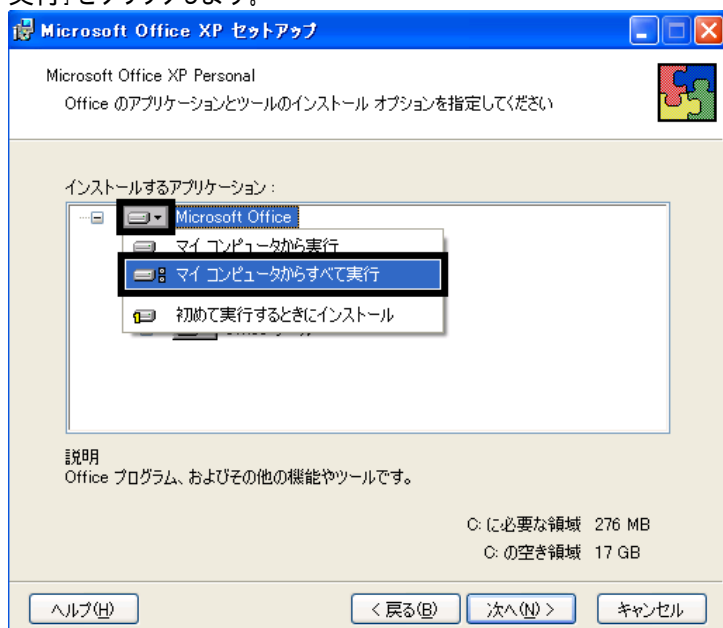 実行」をクリックします。
Microsoft Office XP セットアップ
Microsoft Office XP Personal
Office のアプリケーションとツールのインストール オプションを指定してください
インストールするアプリケーション :
Microsoft Office
マイ コンピュータから実行
マイ コンピュータからすべて実行
初めて実行するときにインストール
説明
Office プログラム、およびその他の機能やツールです。
C: に必要な領域 276 MB
C: の空き領域 17 GB
ヘルプ(H) < 戻る(B) 次へ(N) > キャンセル